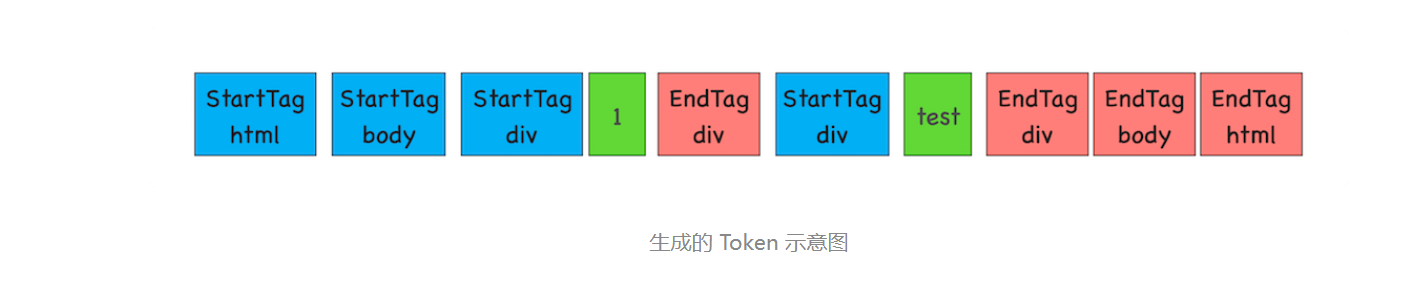 StartTag html
StartTag body
StartTag div
1
EndTag div
StartTag div
test
EndTag div
EndTag body
EndTag html
生成的 Token 示意图